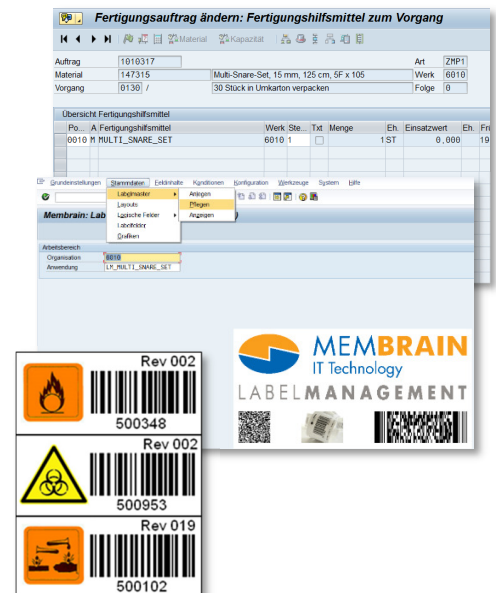 Fertigungsauftrag ändern: Fertigungshilfsmittel zum Vorgang
Material
Kapazität
Auftrag 1010317 Art ZMP1
Material 147315 Multi-Snare-Set, 15 mm, 125 cm, 5F x 105 Werk 6010
Vorgang 0130 / 30 Stück in Umkarton verpacken Folge 0
Übersicht Fertigungshilfsmittel
Po... A Fertigungshilfsmittel Werk Ste... Txt Menge Eh. Einsatzwert Eh.
0010 M MULTI_SNARE_SET 6010 1 1 ST 0,000 19
Grundeinstellungen Stammdaten Feldinhalte Konditionen Konfiguration Werkzeuge System Hilfe
Labelmaster Anlegen
Layouts Pflegen
Logische Felder Anzeigen
Labelfelder
Grafiken
Membrain: Lab
Arbeitsbereich
Organisation 6010
Anwendung LM_MULTI_SNARE_SET
MEMBRAIN
IT Technology
LABELMANAGEMENT
Rev 002
500348
Rev 002
500953
Rev 019
500102